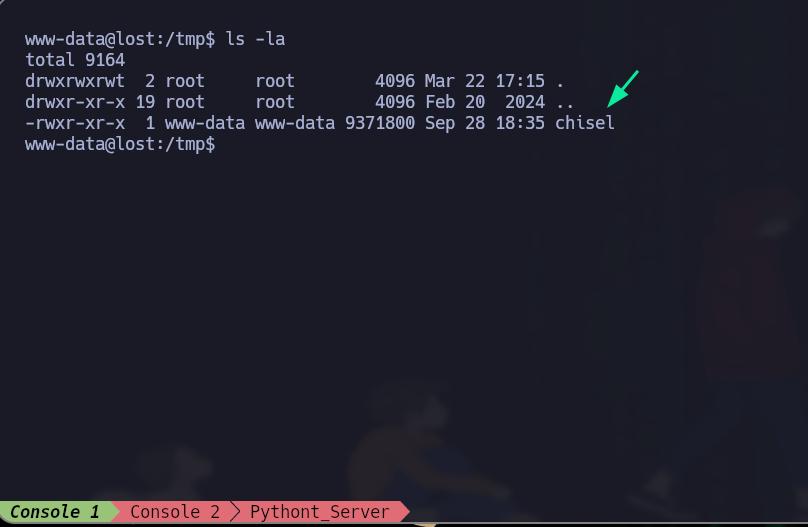 www-data@lost:/tmp$ ls -la
total 9164
drwxrwxrwt  2 root     root        4096 Mar 22 17:15 .
drwxr-xr-x 19 root     root        4096 Feb 20  2024 ..
-rwxr-xr-x  1 www-data www-data 9371800 Sep 28 18:35 chisel
www-data@lost:/tmp$
Console 1 Console 2 Pythont_Server